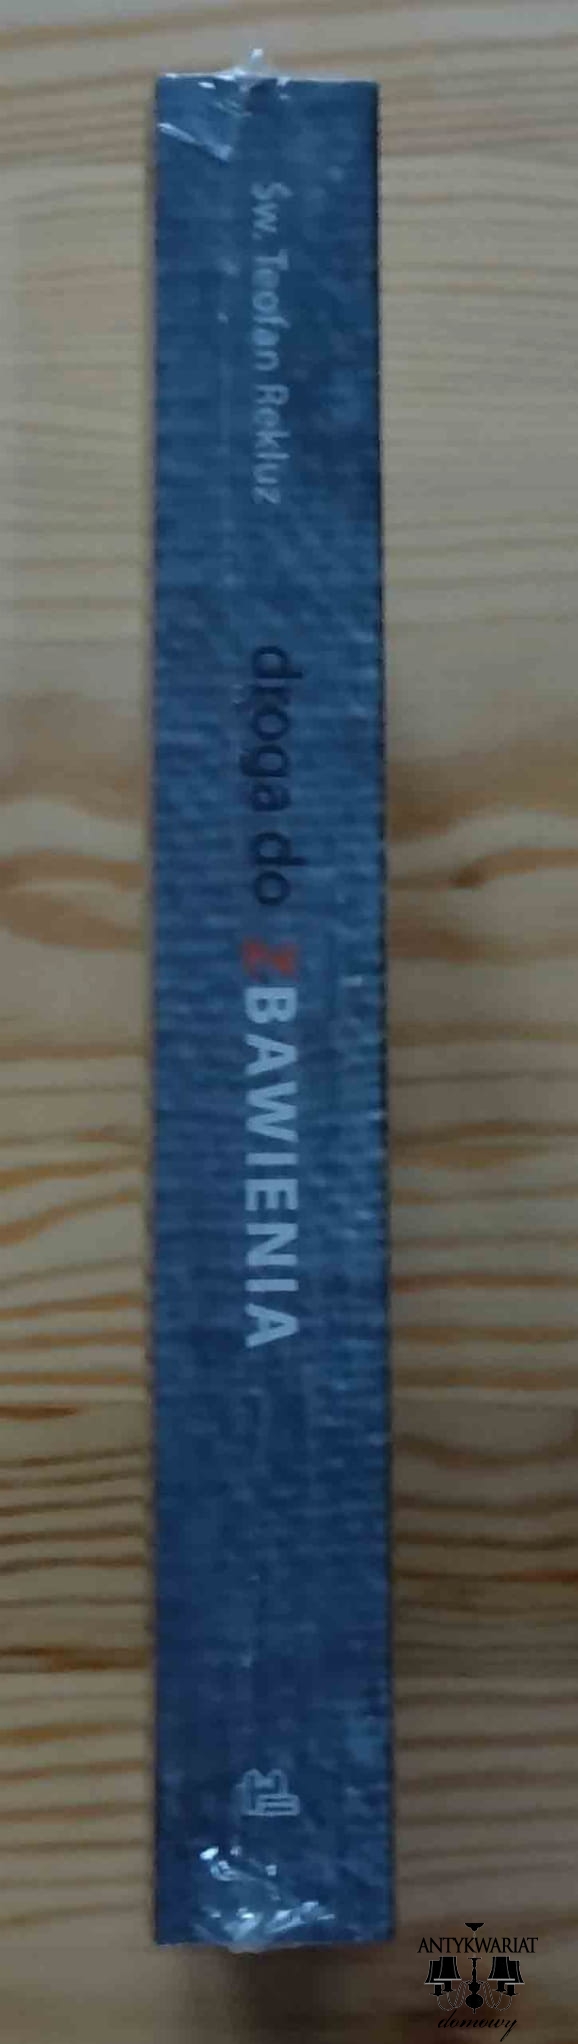 Św. Teofan Rekluz
droga do ZBAWIENIA
ANTYKWARIAT
domowy